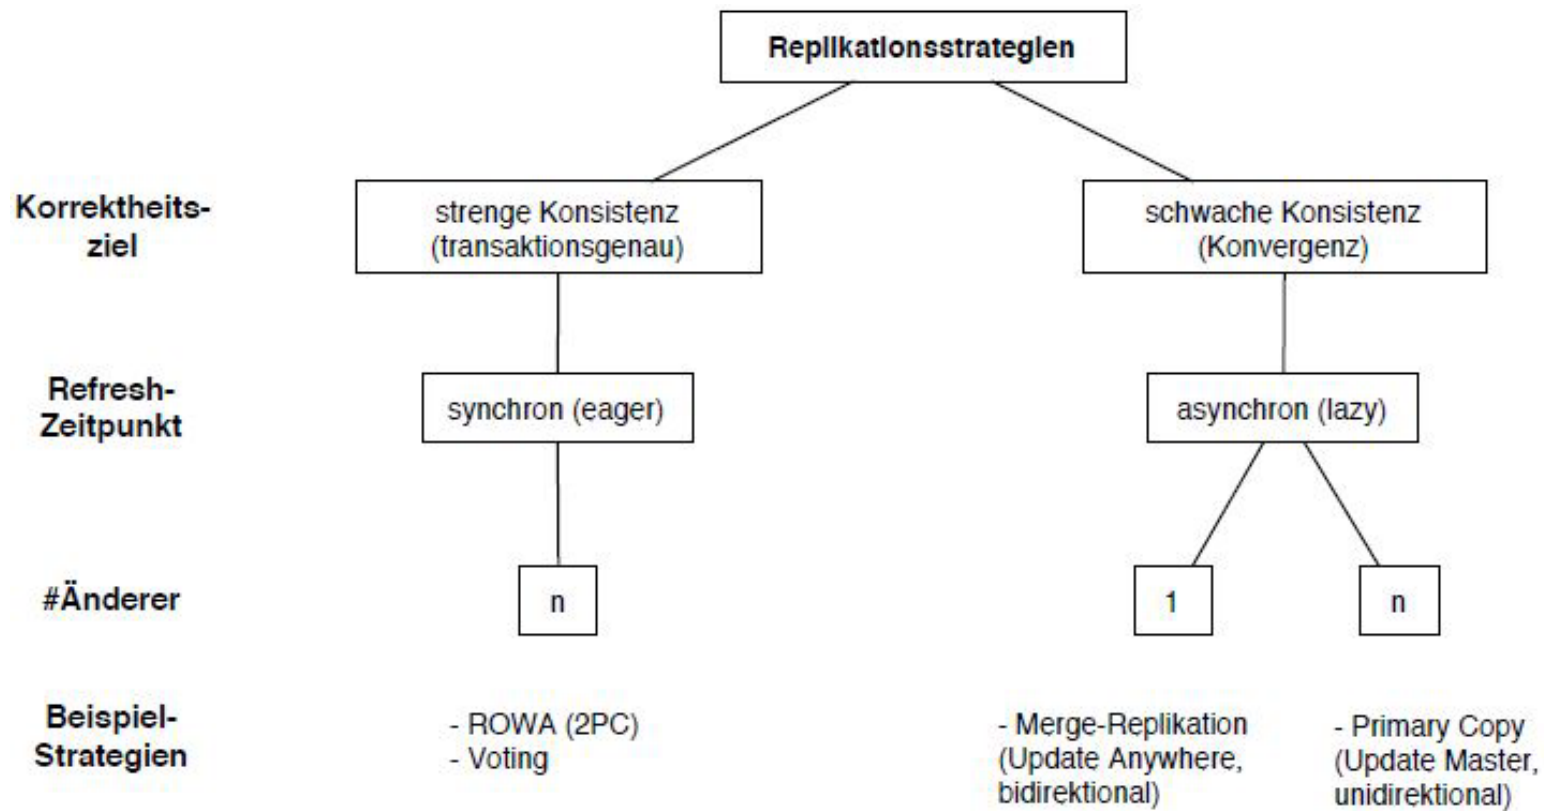 Replikationsstrategien
Korrektheits-
ziel
strenge Konsistenz
(transaktionsgenau)
schwache Konsistenz
(Konvergenz)
Refresh-
Zeitpunkt
synchron (eager)
asynchron (lazy)
#Änderer
n
1
n
Beispiel-
Strategien
- ROWA (2PC)
- Voting
- Merge-Replikation
(Update Anywhere,
bidirektional)
- Primary Copy
(Update Master,
unidirektional)